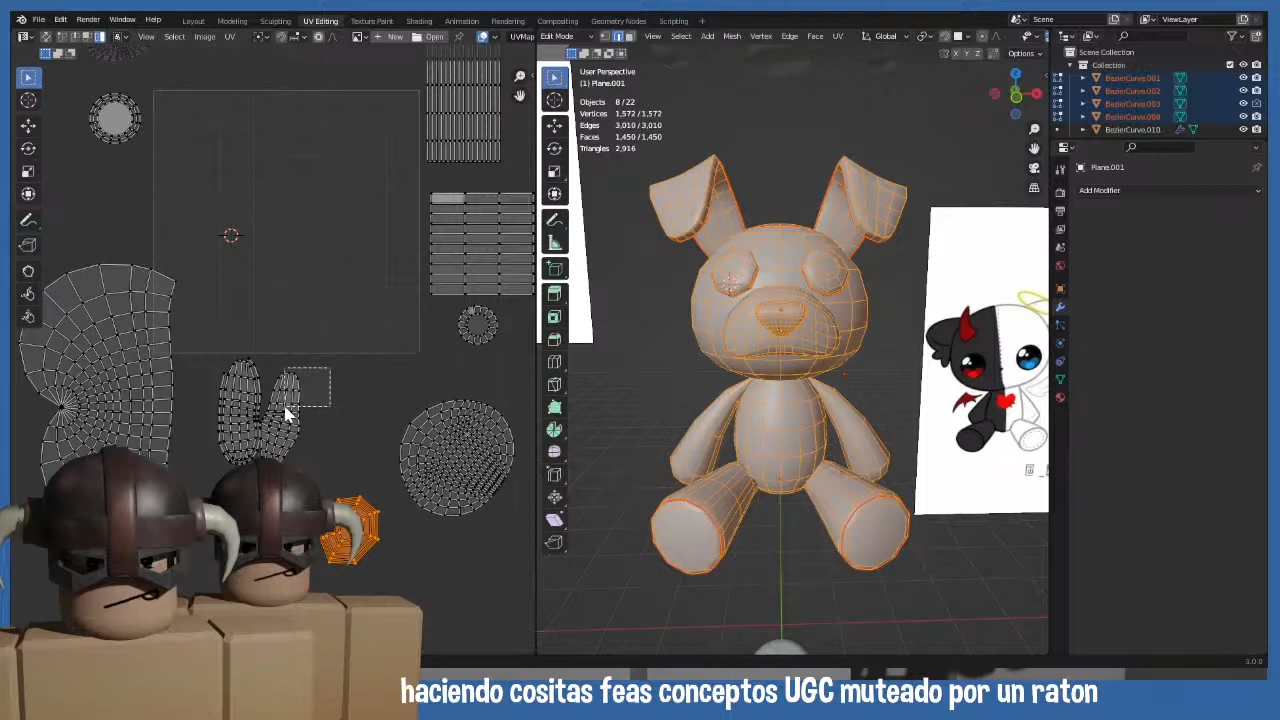 File Edit Render Window Help
Layout Modeling Sculpting UV Editing Texture Paint Shading Animation Rendering Compositing Geometry Nodes Scripting +
Scene
ViewLayer
View Select Image UV
+ New
Open
UVMap
Edit Mode
View Select Add Mesh Vertex Edge Face UV
Global
X Y Z
Options
User Perspective
(1) Plane.001
Objects 8 / 22
Vertices 1,572 / 1,572
Edges 3,010 / 3,010
Faces 1,450 / 1,450
Triangles 2,916
Scene Collection
Collection
BezierCurve.001
BezierCurve.002
BezierCurve.003
BezierCurve.008
BezierCurve.010
Plane.001
Add Modifier
3.0.0
haciendo cositas feas conceptos UGC muteado por un raton